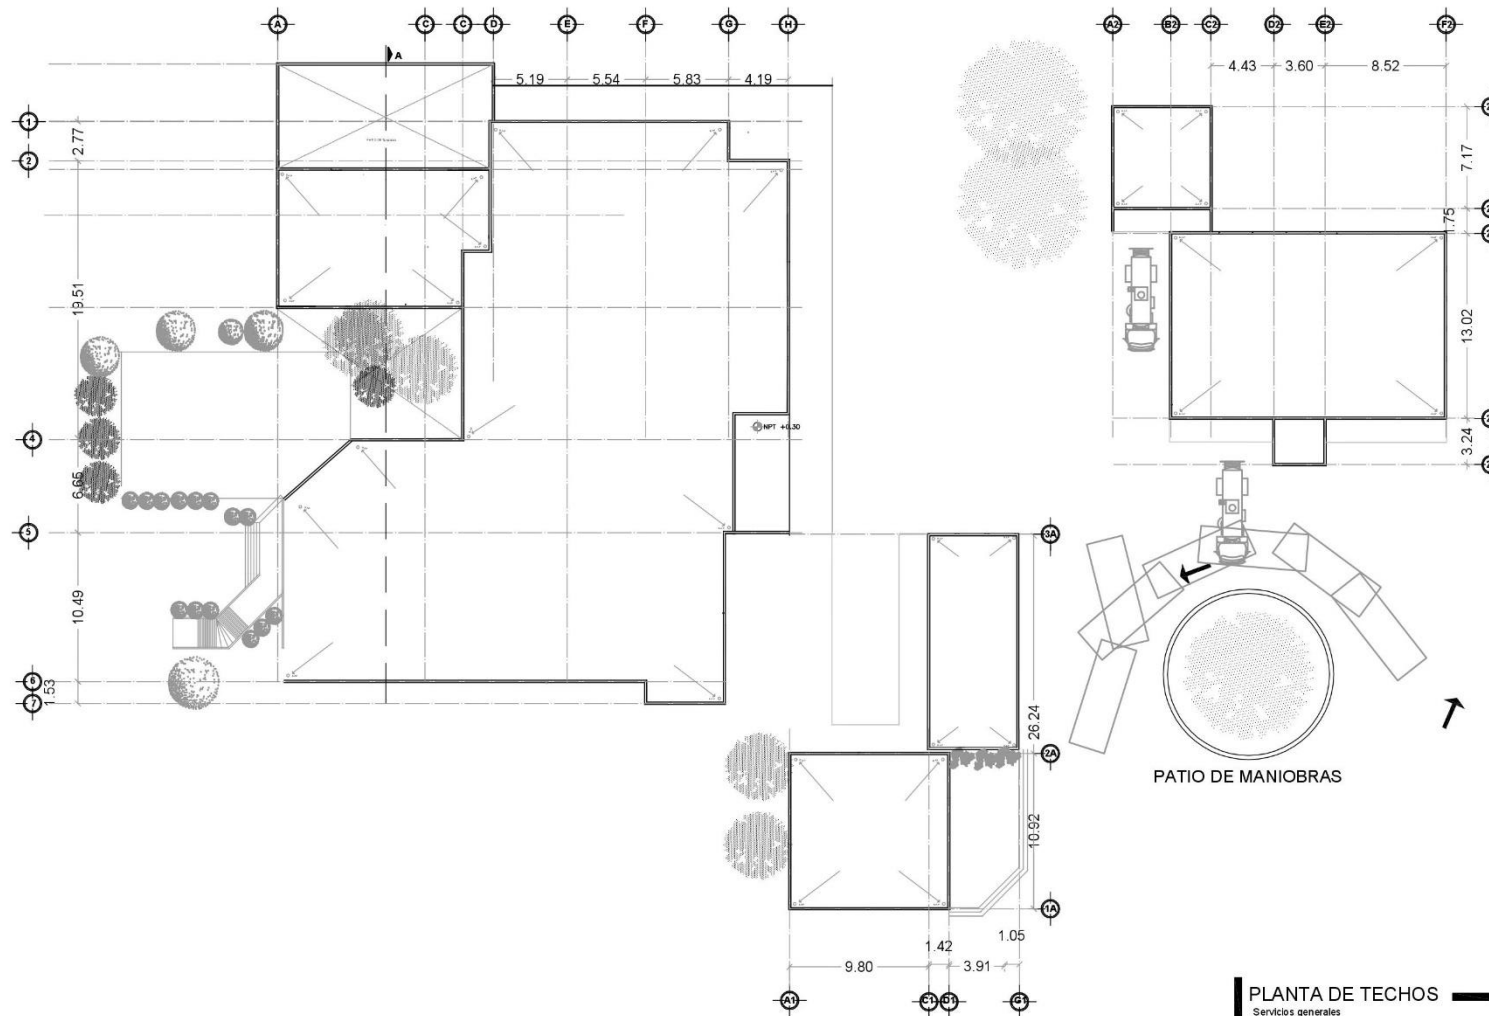 A C C D E F G H
A2 B2 C2 D2 E2 F2
A
5.19 5.54 5.83 4.19
4.43 3.60 8.52
1
2.77
2
7.17
1.75
19.51
13.02
4
NPT +0.30
3.24
6.65
5
3A
10.49
6
1.53
7
26.24
2A
PATIO DE MANIOBRAS
10.92
1A
1.42
1.05
9.80
3.91
A1 C1 D1 G1
PLANTA DE TECHOS
Servicios generales